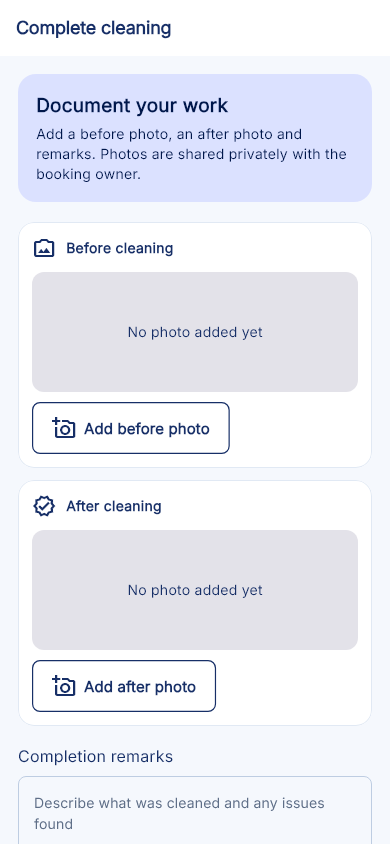 Complete cleaning
Document your work
Add a before photo, an after photo and
remarks. Photos are shared privately with the
booking owner.
Before cleaning
No photo added yet
Add before photo
After cleaning
No photo added yet
Add after photo
Completion remarks
Describe what was cleaned and any issues
found